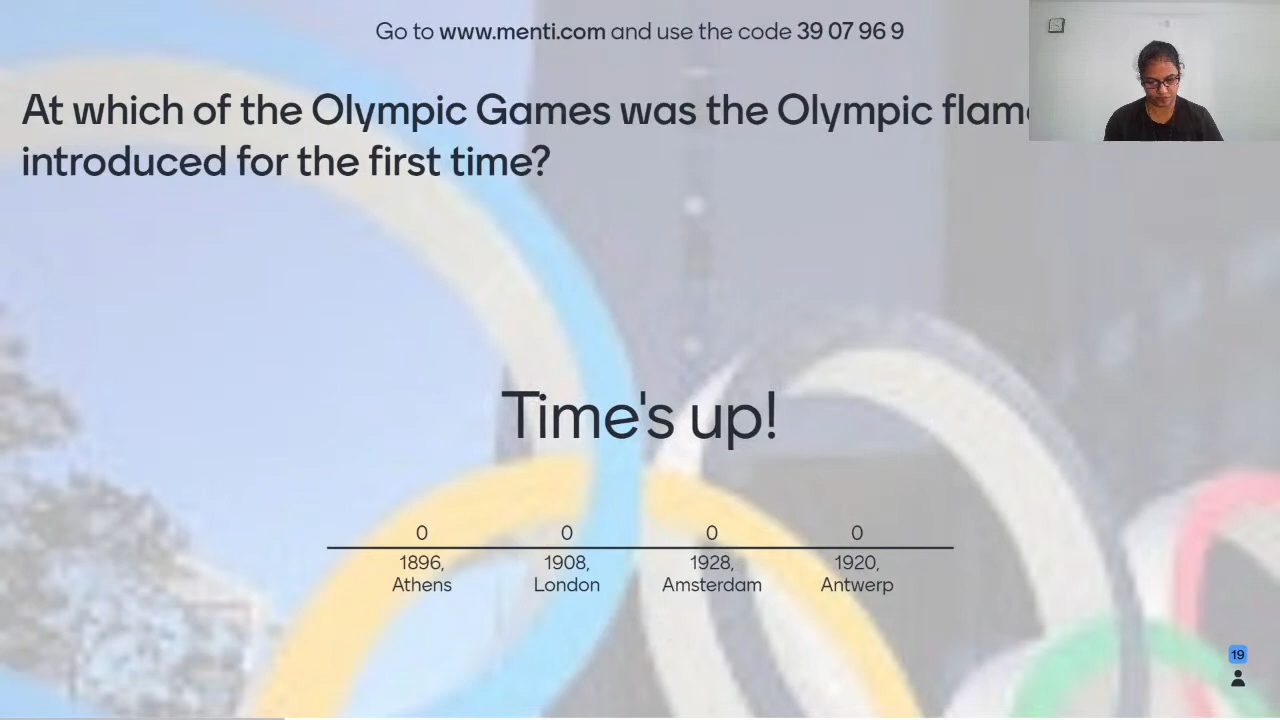 Go to www.menti.com and use the code 39 07 96 9
At which of the Olympic Games was the Olympic flam
introduced for the first time?
Time's up!
0 0 0 0
1896, 1908, 1928, 1920,
Athens London Amsterdam Antwerp
19